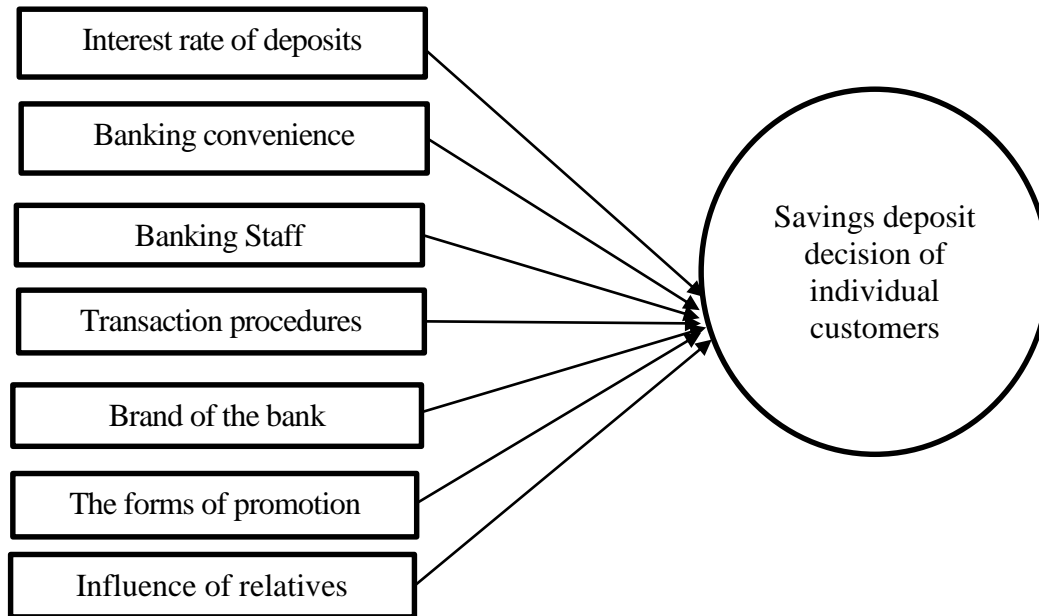 Interest rate of deposits
Banking convenience
Banking Staff
Transaction procedures
Brand of the bank
The forms of promotion
Influence of relatives
Savings deposit
decision of
individual
customers